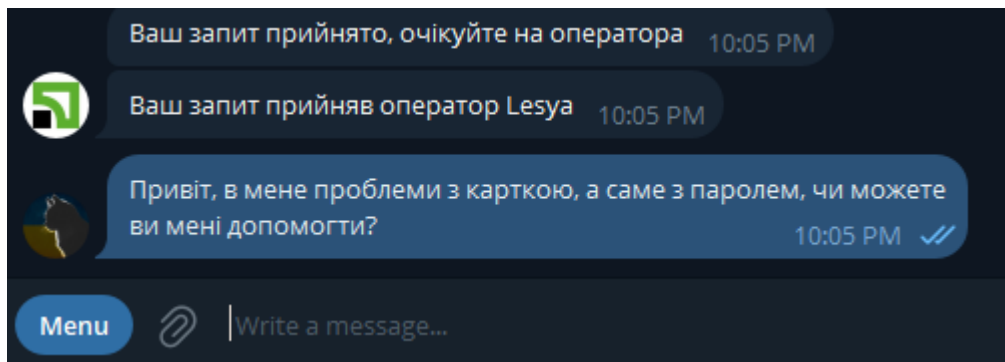 Ваш запит прийнято, очікуйте на оператора 10:05 PM
Ваш запит прийняв оператор Lesya 10:05 PM
Привіт, в мене проблеми з карткою, а саме з паролем, чи можете
ви мені допомогти? 10:05 PM
Menu Write a message...